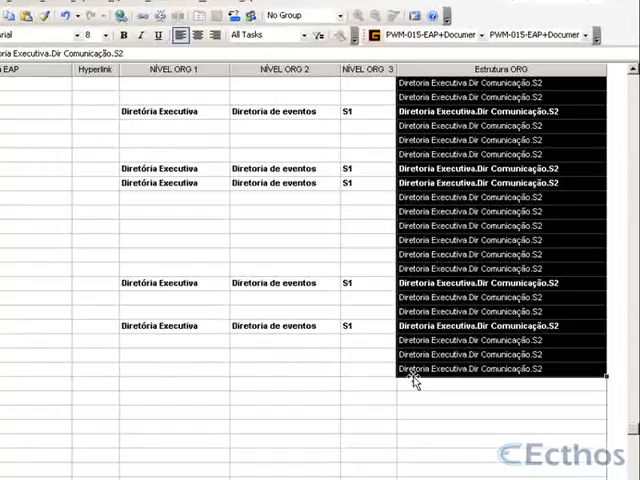 No Group
Arial 8 B I U All Tasks PWM-015-EAP+Documer PWM-015-EAP+Documer
oria Executiva.Dir Comunicação.S2
a EAP Hyperlink NÍVEL ORG 1 NÍVEL ORG 2 NÍVEL ORG 3 Estrutura ORG
Diretoria Executiva.Dir Comunicação.S2
Diretoria Executiva.Dir Comunicação.S2
Diretória Executiva Diretoria de eventos S1 Diretoria Executiva.Dir Comunicação.S2
Diretoria Executiva.Dir Comunicação.S2
Diretoria Executiva.Dir Comunicação.S2
Diretoria Executiva.Dir Comunicação.S2
Diretória Executiva Diretoria de eventos S1 Diretoria Executiva.Dir Comunicação.S2
Diretória Executiva Diretoria de eventos S1 Diretoria Executiva.Dir Comunicação.S2
Diretoria Executiva.Dir Comunicação.S2
Diretoria Executiva.Dir Comunicação.S2
Diretoria Executiva.Dir Comunicação.S2
Diretoria Executiva.Dir Comunicação.S2
Diretoria Executiva.Dir Comunicação.S2
Diretoria Executiva.Dir Comunicação.S2
Diretória Executiva Diretoria de eventos S1 Diretoria Executiva.Dir Comunicação.S2
Diretoria Executiva.Dir Comunicação.S2
Diretoria Executiva.Dir Comunicação.S2
Diretória Executiva Diretoria de eventos S1 Diretoria Executiva.Dir Comunicação.S2
Diretoria Executiva.Dir Comunicação.S2
Diretoria Executiva.Dir Comunicação.S2
Diretoria Executiva.Dir Comunicação.S2
Ecthos